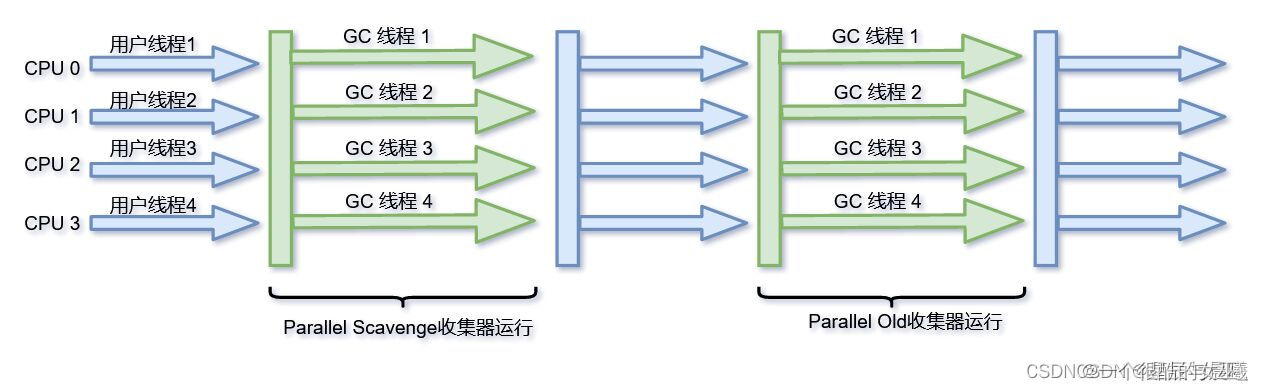 用户线程1
GC 线程 1
GC 线程 1
CPU 0
用户线程2
GC 线程 2
GC 线程 2
CPU 1
用户线程3
GC 线程 3
GC 线程 3
CPU 2
用户线程4
GC 线程 4
GC 线程 4
CPU 3
Parallel Scavenge收集器运行
Parallel Old收集器运行
CSDN